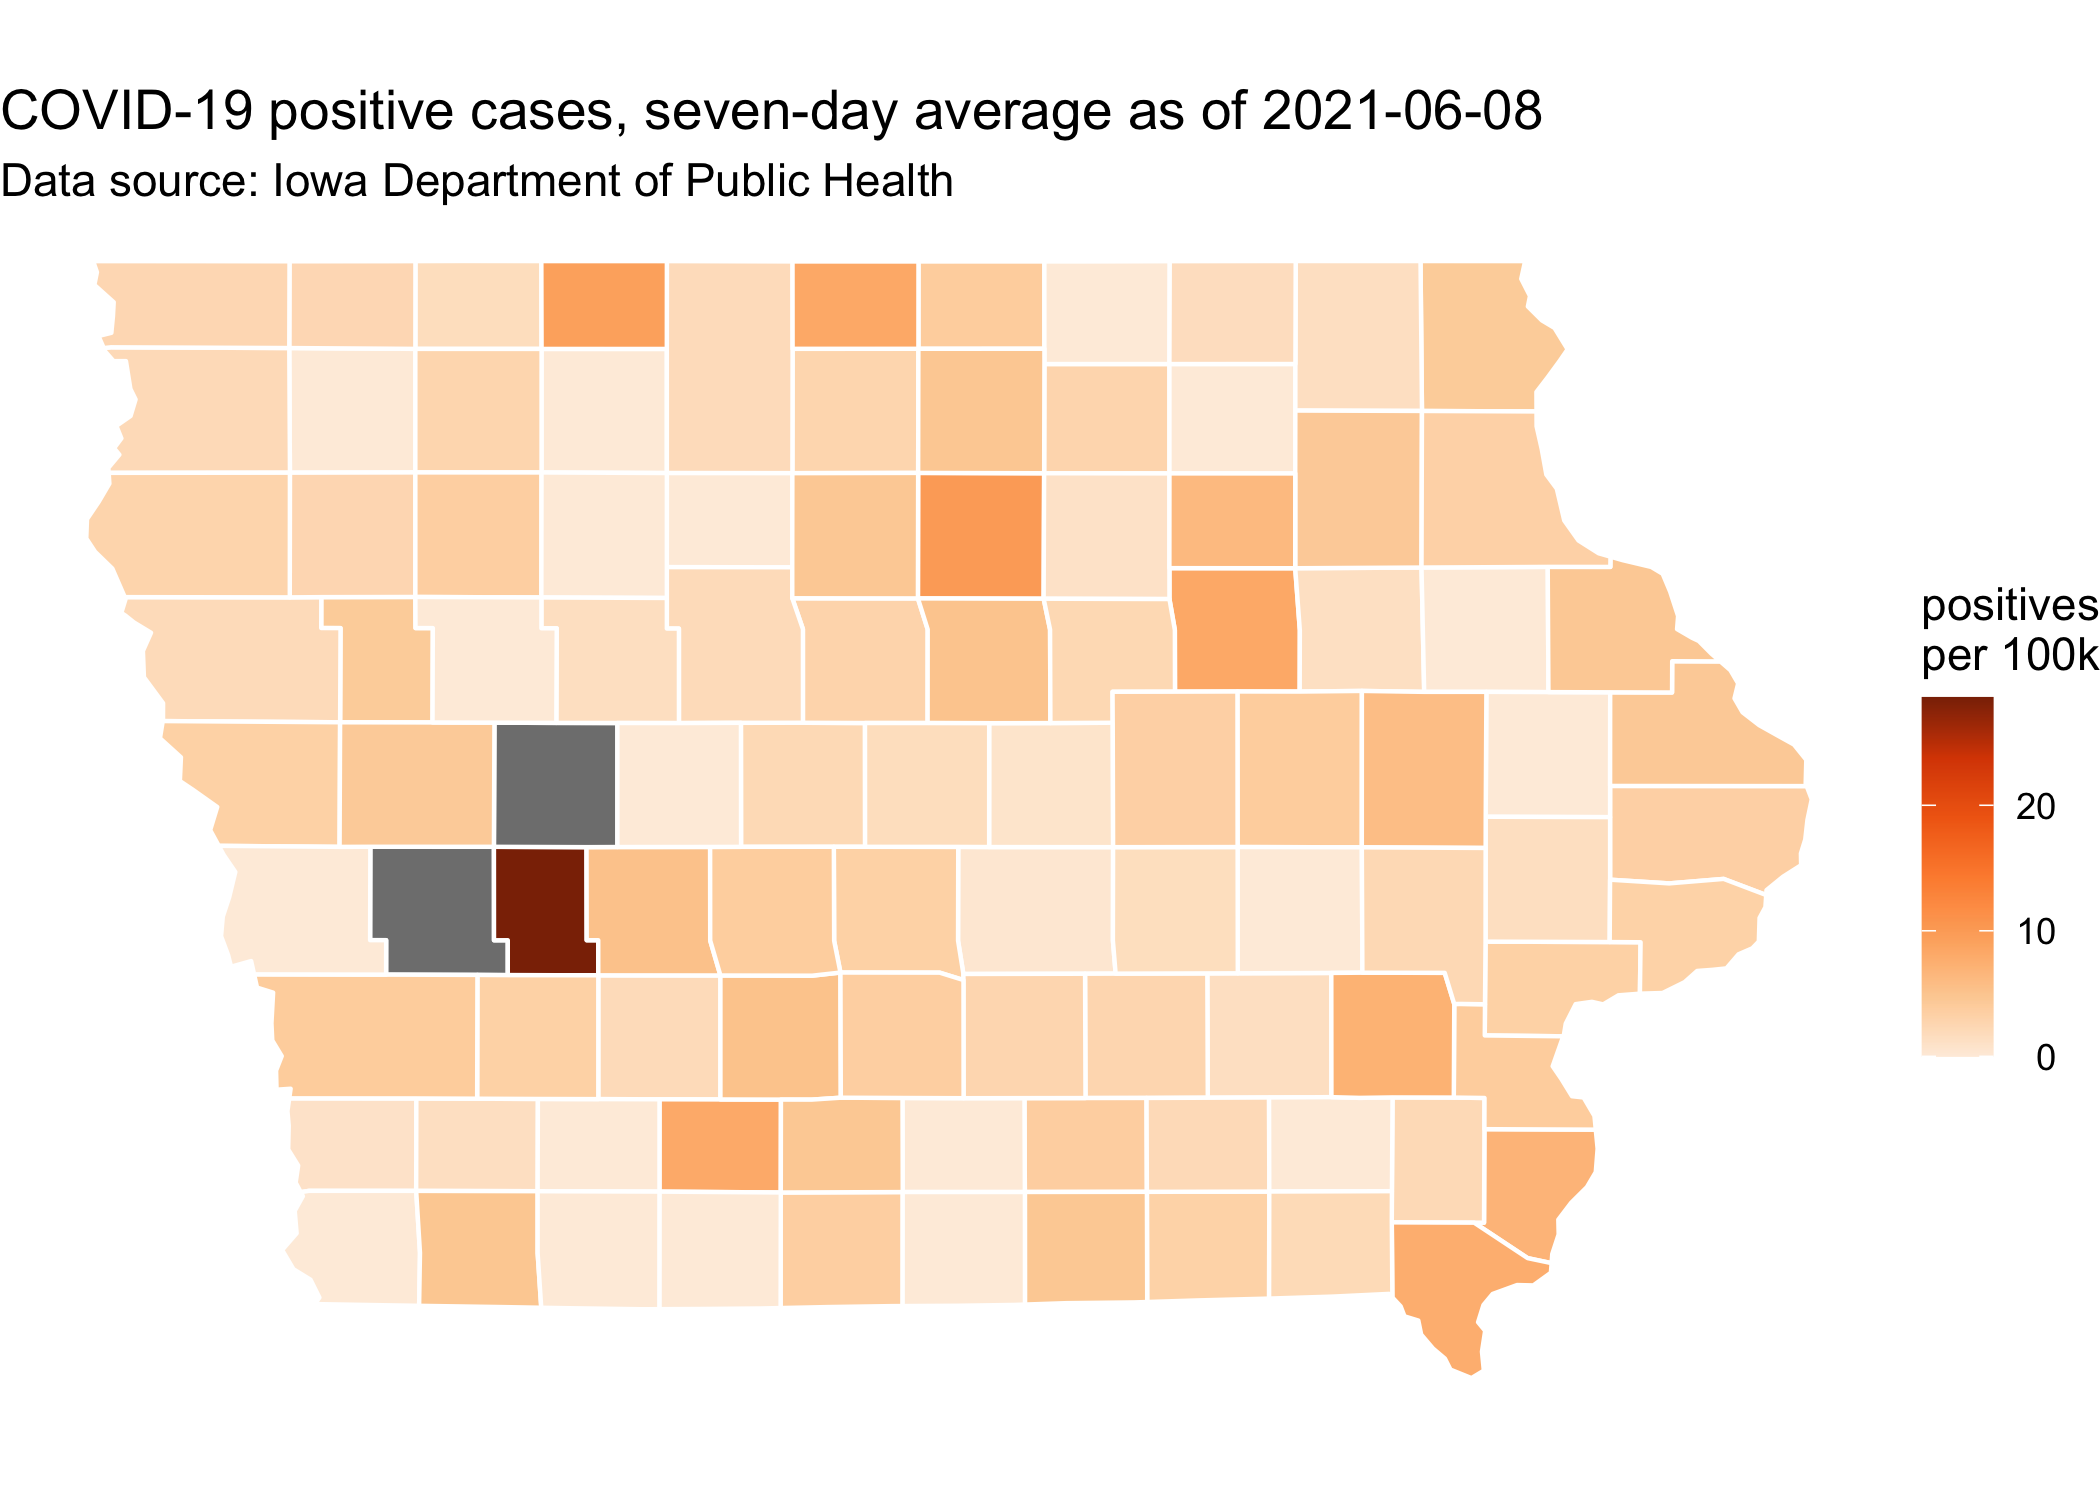 COVID-19 positive cases, seven-day average as of 2021-06-08
Data source: Iowa Department of Public Health
positives
per 100k
20
10
0